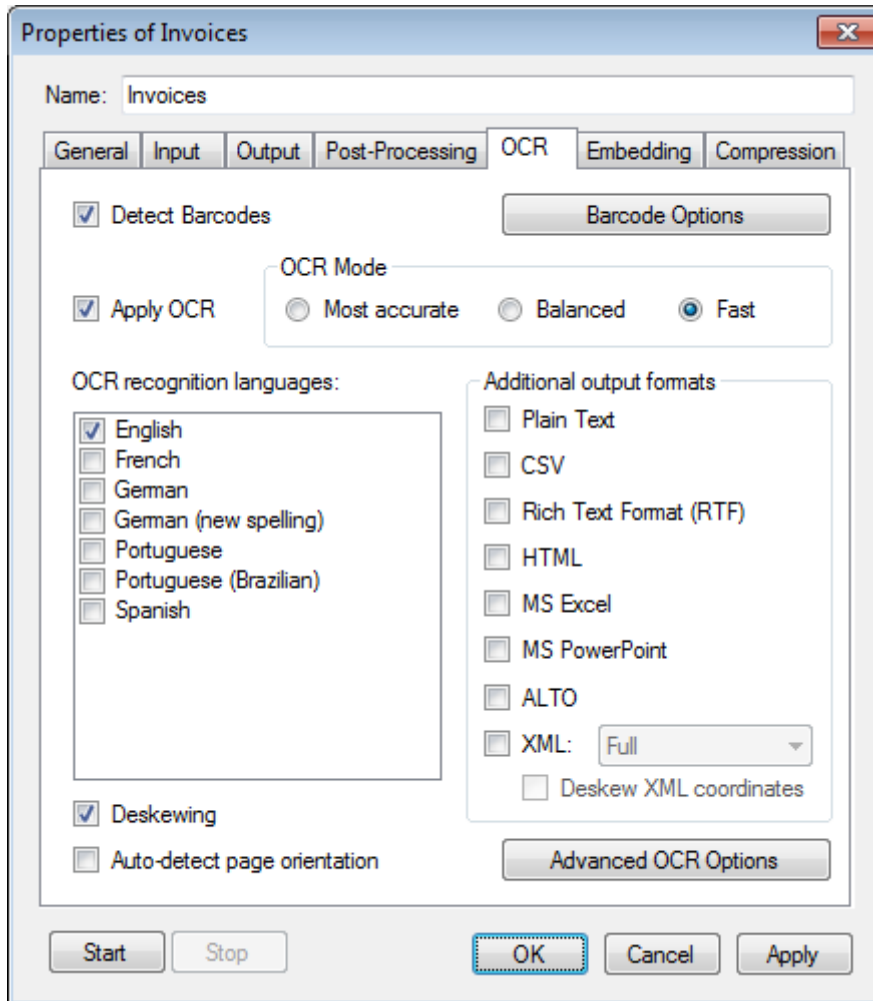 Properties of Invoices
Name: Invoices
General Input Output Post-Processing OCR Embedding Compression
Detect Barcodes Barcode Options
OCR Mode
Apply OCR Most accurate Balanced Fast
OCR recognition languages: Additional output formats
English
French
German
German (new spelling)
Portuguese
Portuguese (Brazilian)
Spanish
Plain Text
CSV
Rich Text Format (RTF)
HTML
MS Excel
MS PowerPoint
ALTO
XML: Full
Deskew XML coordinates
Deskewing
Auto-detect page orientation Advanced OCR Options
Start Stop OK Cancel Apply